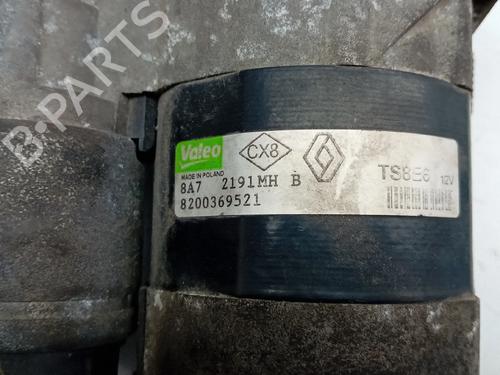 B-PARTS
Valeo
CX8
MADE IN POLAND
TS8E6 12V
8A7 2191MH B
8200369521